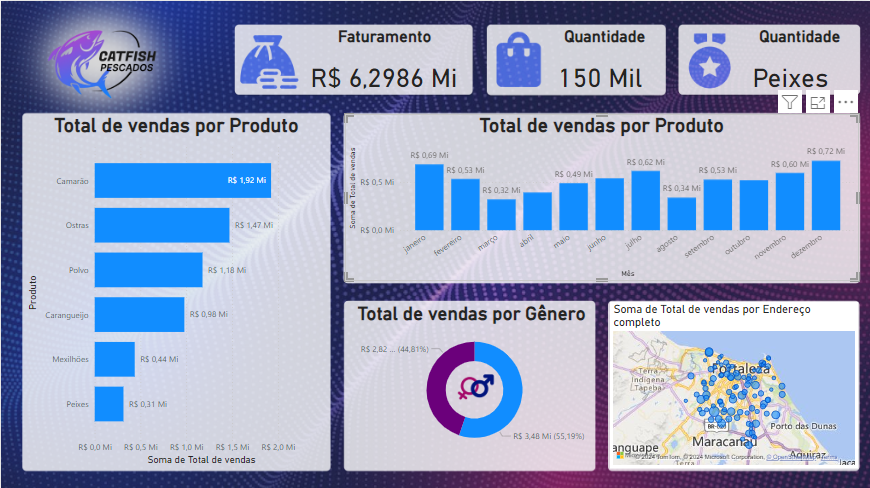 CATFISH
PESCADOS
Faturamento
R$ 6,2986 Mi
Quantidade
150 Mil
Quantidade
Peixes
Total de vendas por Produto
Produto
Camarão
R$ 1,92 Mi
Ostras
R$ 1,47 Mi
Polvo
R$ 1,18 Mi
Carangueijo
R$ 0,98 Mi
Mexilhões
R$ 0,44 Mi
Peixes
R$ 0,31 Mi
R$ 0,0 Mi R$ 0,5 Mi R$ 1,0 Mi R$ 1,5 Mi R$ 2,0 Mi
Soma de Total de vendas
Total de vendas por Produto
Soma de Total de vendas
R$ 0,5 Mi
R$ 0,0 Mi
R$ 0,69 Mi
R$ 0,53 Mi
R$ 0,32 Mi
R$ 0,49 Mi
R$ 0,62 Mi
R$ 0,34 Mi
R$ 0,53 Mi
R$ 0,60 Mi
R$ 0,72 Mi
janeiro fevereiro março abril maio junho julho agosto setembro outubro novembro dezembro
Mês
Total de vendas por Gênero
R$ 2,82 ... (44,81%)
R$ 3,48 Mi (55,19%)
Soma de Total de vendas por Endereço
completo
Fortaleza
Terra
Indígena
Tapeba
BR-020
Porto das Dunas
Maracanaú
anguape
Aquiraz
Terra
© 2024 TomTom, © 2024 Microsoft Corporation, © OpenStreetMap Terms